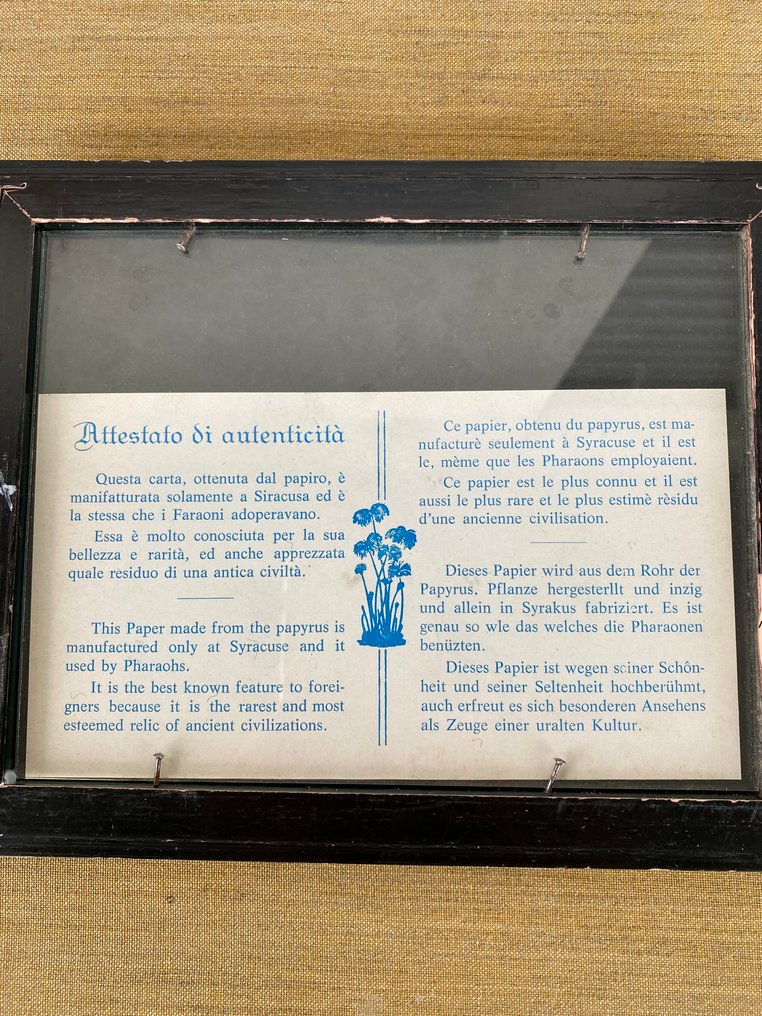 Attestato di autenticità
Questa carta, ottenuta dal papiro, è
manifatturata solamente a Siracusa ed è
la stessa che i Faraoni adoperavano.
Essa è molto conosciuta per la sua
bellezza e rarità, ed anche apprezzata
quale residuo di una antica civiltà.
This Paper made from the papyrus is
manufactured only at Syracuse and it
used by Pharaohs.
It is the best known feature to forei-
gners because it is the rarest and most
esteemed relic of ancient civilizations.
Ce papier, obtenu du papyrus, est ma-
nufacturè seulement à Syracuse et il est
le, mème que les Pharaons employaient.
Ce papier est le plus connu et il est
aussi le plus rare et le plus estimè rèsidu
d'une ancienne civilisation.
Dieses Papier wird aus dem Rohr der
Papyrus. Pflanze hergesterllt und inzig
und allein in Syrakus fabriziert. Es ist
genau so wle das welches die Pharaonen
benüzten.
Dieses Papier ist wegen seiner Schôn-
heit und seiner Seltenheit hochberühmt,
auch erfreut es sich besonderen Ansehens
als Zeuge einer uralten Kultur.